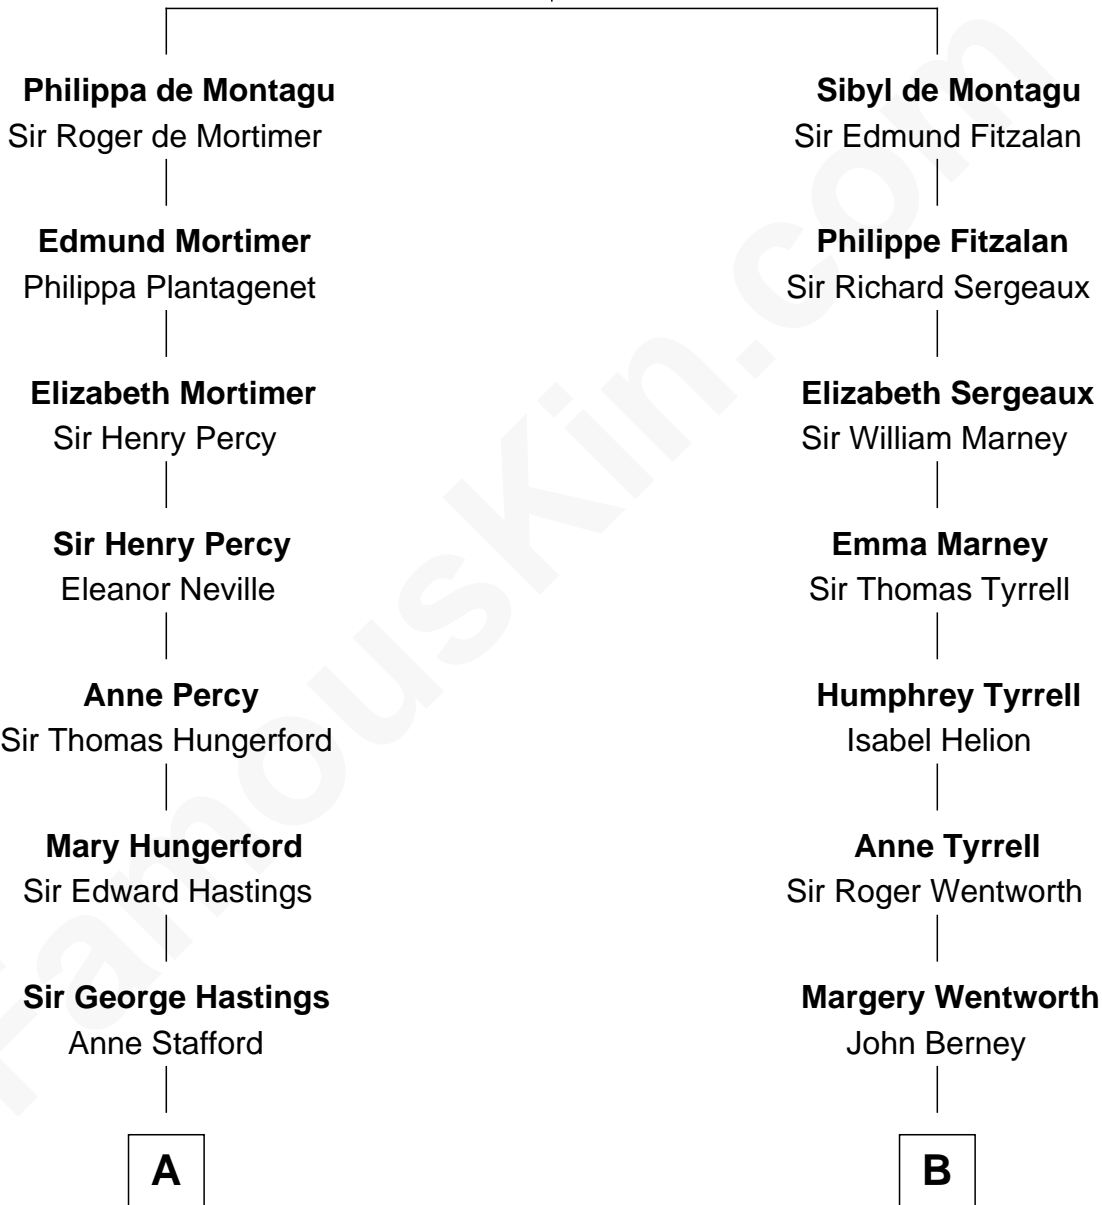 Philippa de Montagu
Sir Roger de Mortimer
Sibyl de Montagu
Sir Edmund Fitzalan
Edmund Mortimer
Philippa Plantagenet
Philippe Fitzalan
Sir Richard Sergeaux
Elizabeth Mortimer
Sir Henry Percy
Elizabeth Sergeaux
Sir William Marney
Sir Henry Percy
Eleanor Neville
Emma Marney
Sir Thomas Tyrrell
Anne Percy
Sir Thomas Hungerford
Humphrey Tyrrell
Isabel Helion
Mary Hungerford
Sir Edward Hastings
Anne Tyrrell
Sir Roger Wentworth
Sir George Hastings
Anne Stafford
Margery Wentworth
John Berney
A
B
FamousKin.com